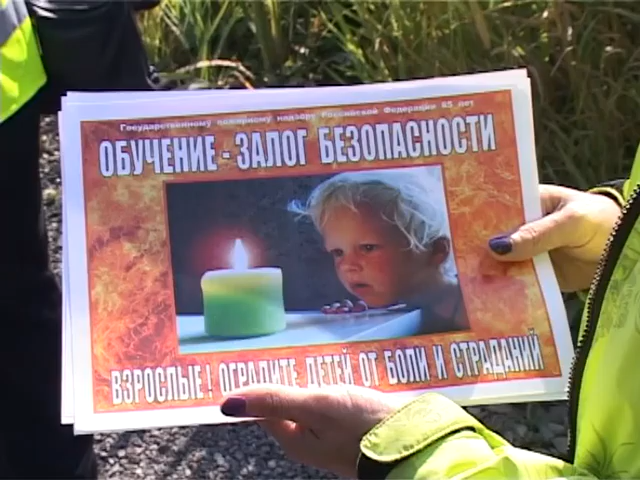 Государственному пожарному надзору Российской Федерации 85 лет
ОБУЧЕНИЕ - ЗАЛОГ БЕЗОПАСНОСТИ
ВЗРОСЛЫЕ! ОГРАДИТЕ ДЕТЕЙ ОТ БОЛИ И СТРАДАНИЙ